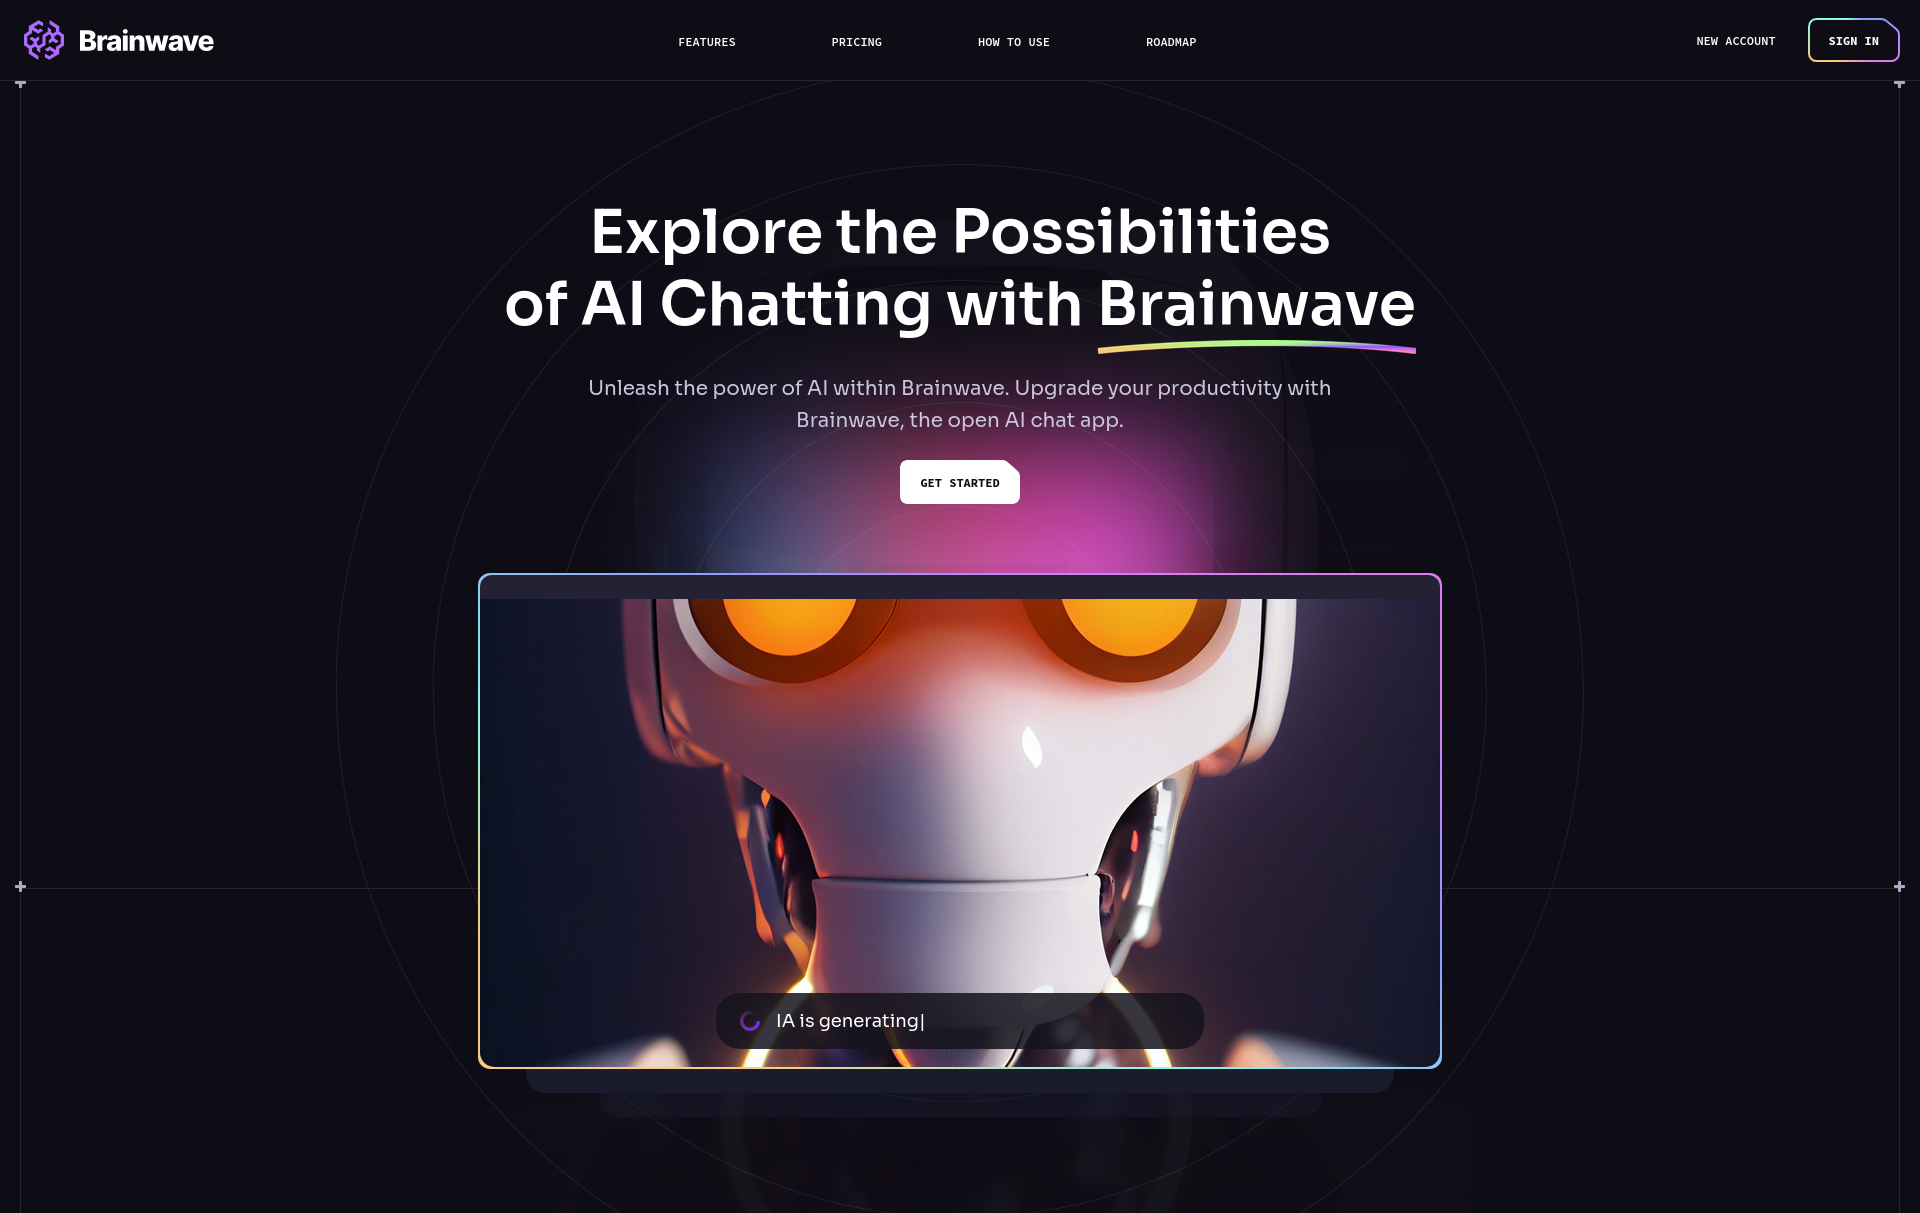 Brainwave
FEATURES
PRICING
HOW TO USE
ROADMAP
NEW ACCOUNT
SIGN IN
Explore the Possibilities
of AI Chatting with Brainwave
Unleash the power of AI within Brainwave. Upgrade your productivity with
Brainwave, the open AI chat app.
GET STARTED
IA is generating|